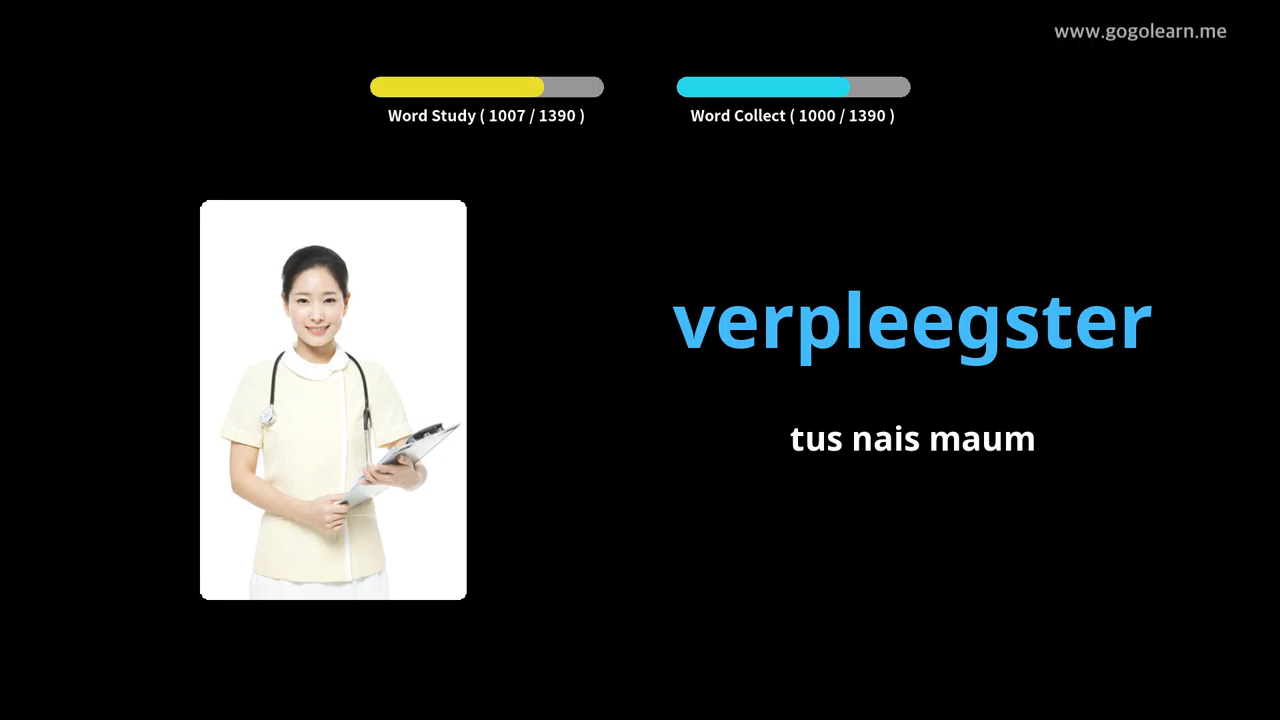 www.gogolearn.me
Word Study ( 1007 / 1390 )
Word Collect ( 1000 / 1390 )
verpleegster
tus nais maum